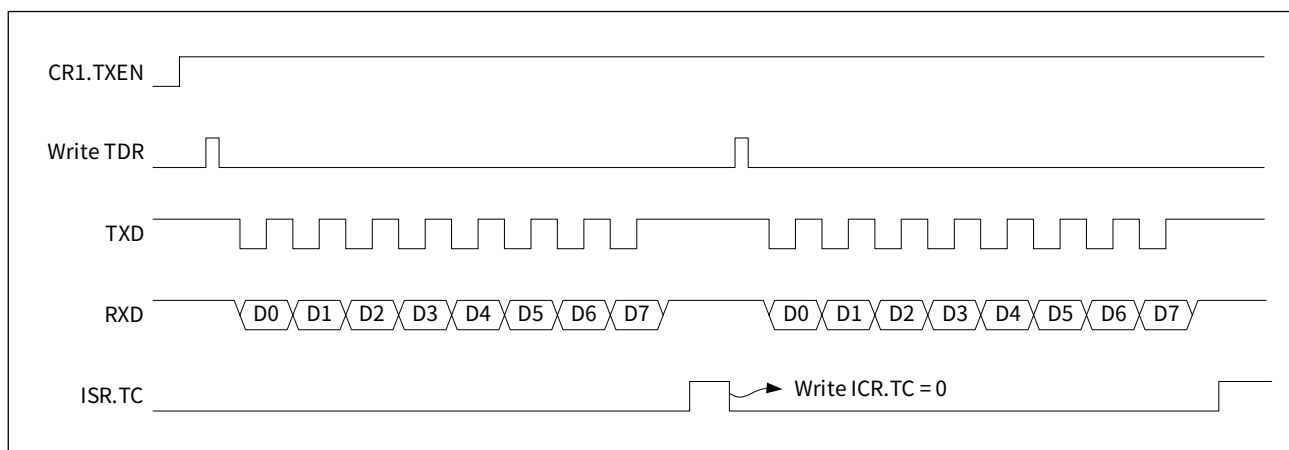 CR1.TXEN
Write TDR
TXD
RXD D0 D1 D2 D3 D4 D5 D6 D7 D0 D1 D2 D3 D4 D5 D6 D7
ISR.TC Write ICR.TC = 0